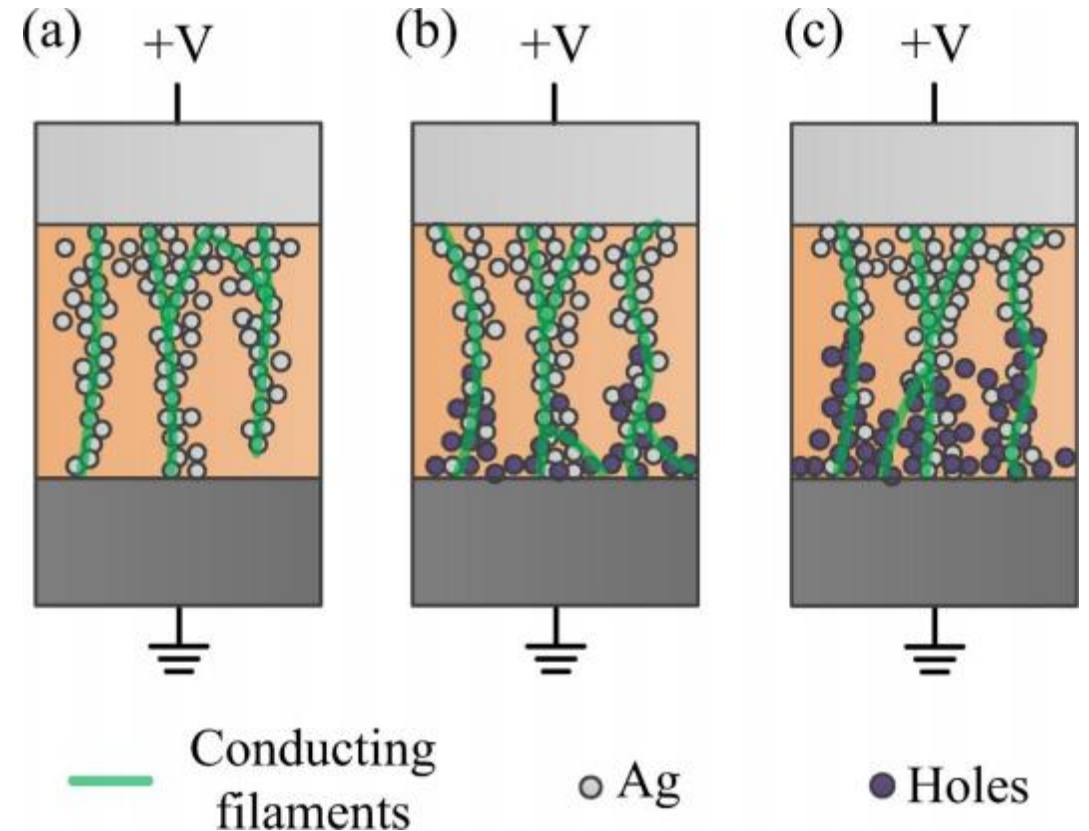 (a) +V
(b) +V
(c) +V
Conducting
filaments
Ag
Holes